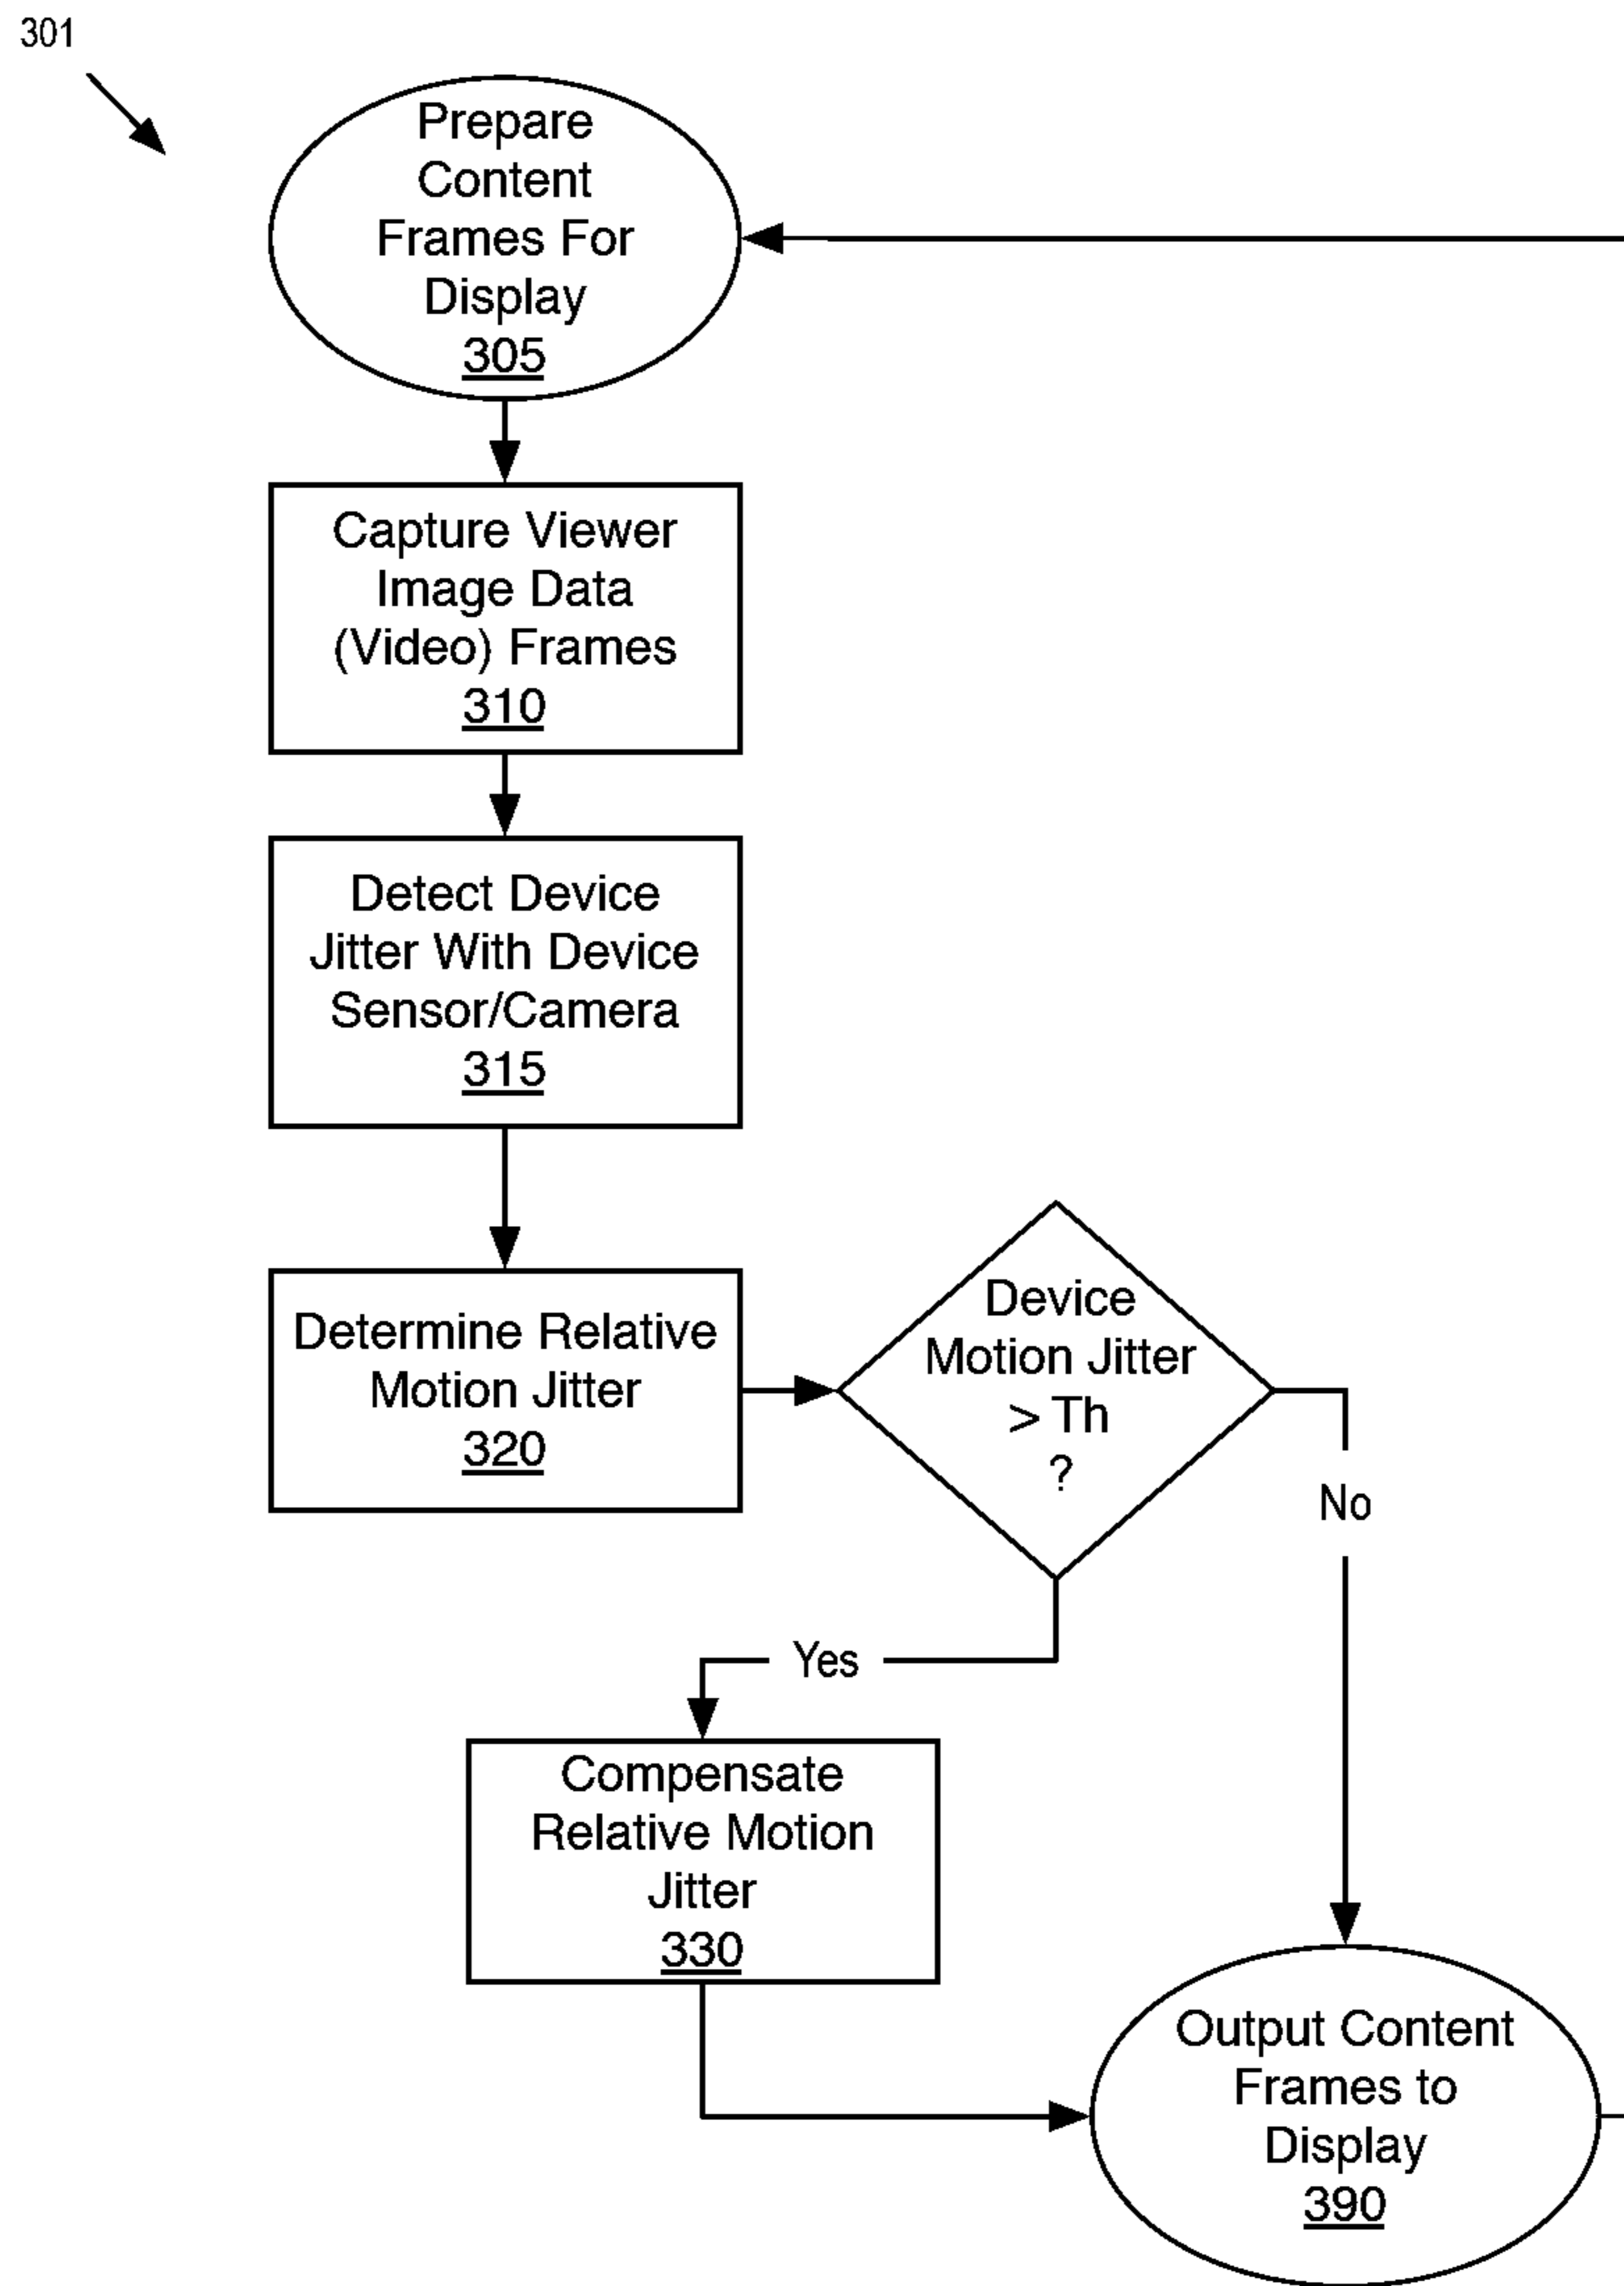 301
Prepare
Content
Frames For
Display
305
Capture Viewer
Image Data
(Video) Frames
310
Detect Device
Jitter With Device
Sensor/Camera
315
Determine Relative
Motion Jitter
320
Device
Motion Jitter
> Th
?
No
Yes
Compensate
Relative Motion
Jitter
330
Output Content
Frames to
Display
390